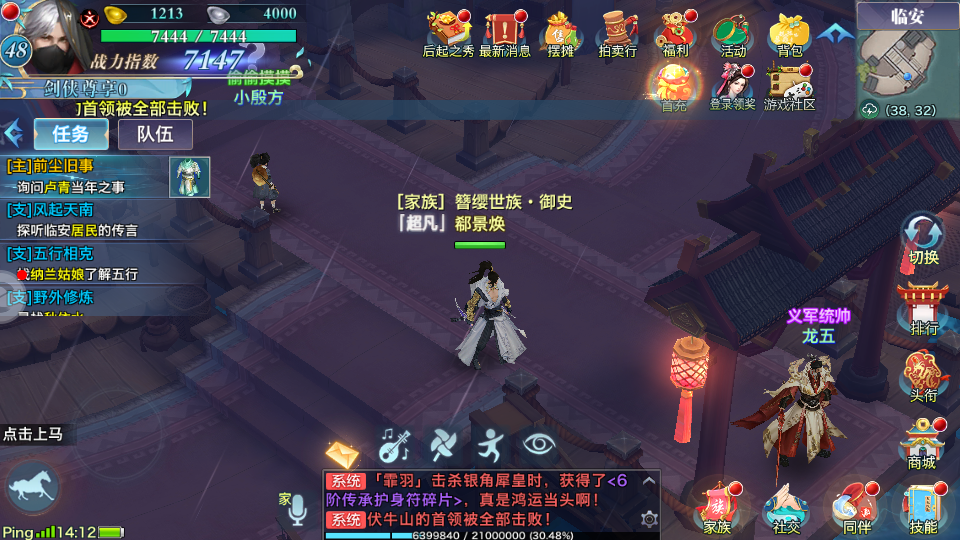 48
1213
4000
7444 / 7444
战力指数 7147
剑侠尊享0
偷偷摸摸
小殷方
的首领被全部击败!
后起之秀
最新消息
摆摊
拍卖行
福利
活动
背包
首充
登录领奖
游戏社区
临安
(38, 32)
任务
队伍
[主]前尘旧事
询问卢青当年之事
[支]风起天南
探听临安居民的传言
[支]五行相克
找纳兰姑娘了解五行
[支]野外修炼
[家族] 簪缨世族·御史
「超凡」 郗景焕
义军统帅
龙五
切换
排行
头衔
商城
点击上马
家
系统 「霏羽」击杀银角犀皇时，获得了<6
阶传承护身符碎片>，真是鸿运当头啊!
系统 伏牛山的首领被全部击败!
6399840 / 21000000 (30.48%)
家族
社交
同伴
技能
Ping
14:12